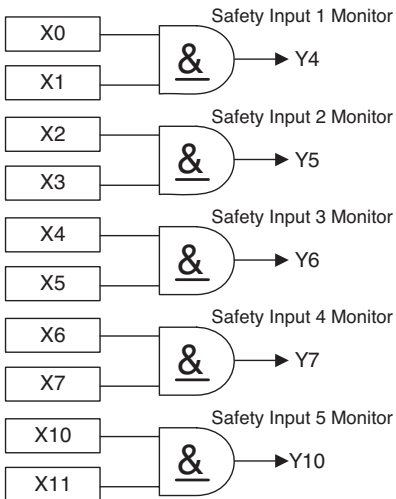 Safety Input 1 Monitor
X0
&
Y4
X1
Safety Input 2 Monitor
X2
&
Y5
X3
Safety Input 3 Monitor
X4
&
Y6
X5
Safety Input 4 Monitor
X6
&
Y7
X7
Safety Input 5 Monitor
X10
&
Y10
X11